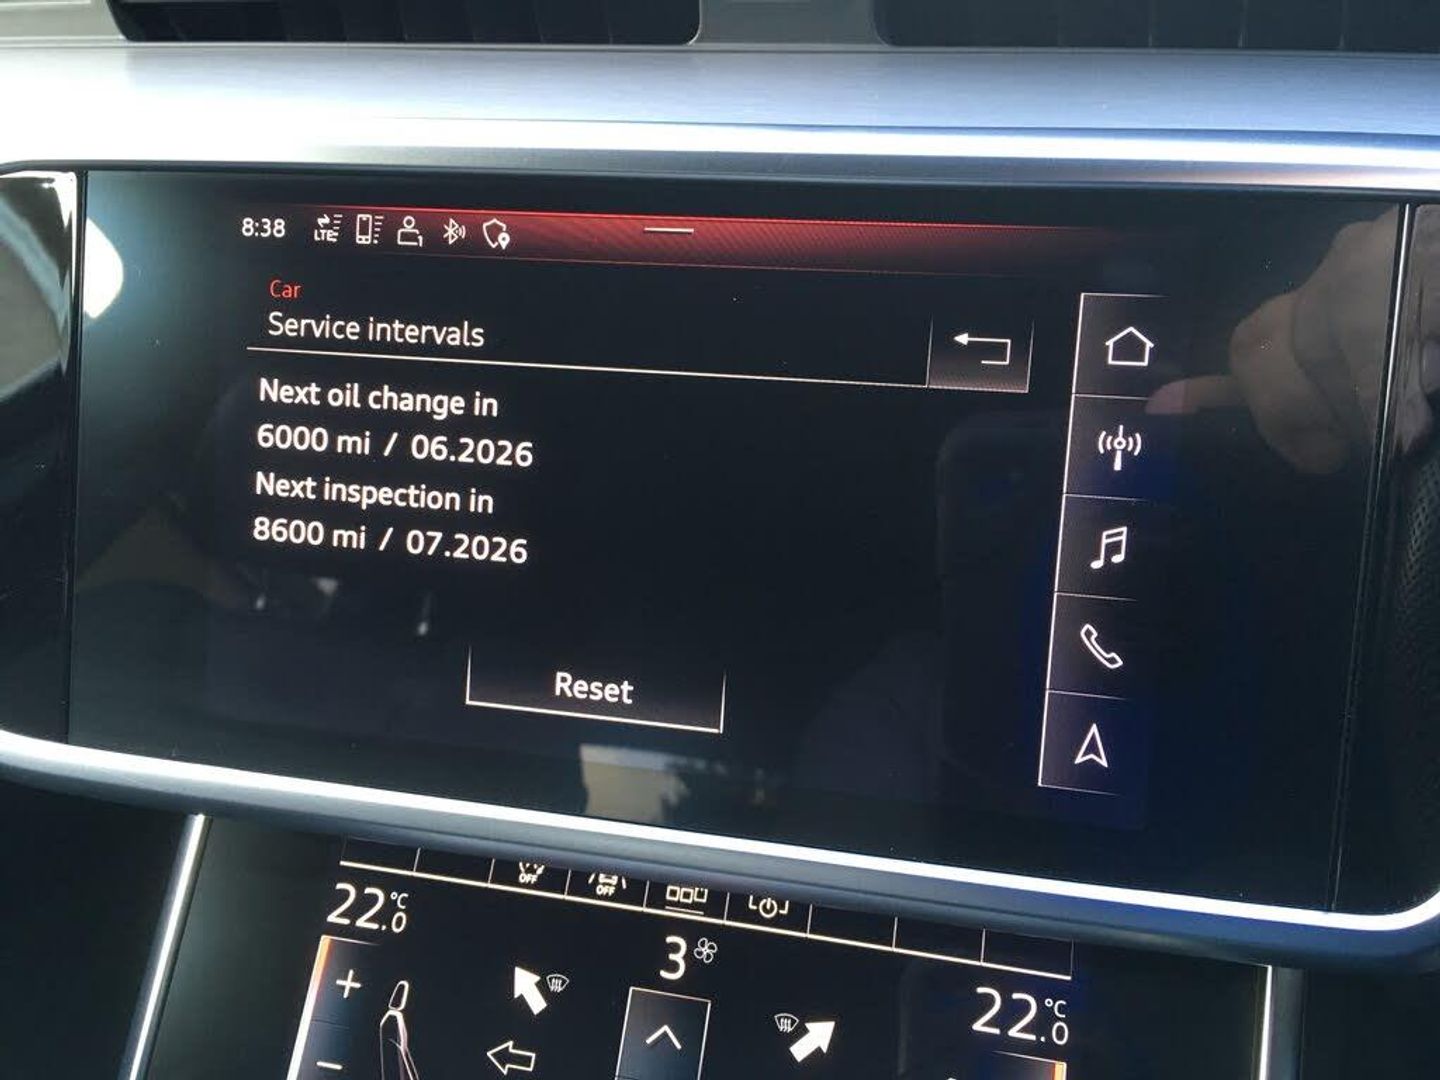 8:38
LTE
1
Car
Service intervals
Next oil change in
6000 mi / 06.2026
Next inspection in
8600 mi / 07.2026
Reset
OFF
OFF
22.0 °C
3
22.0 °C
+
−